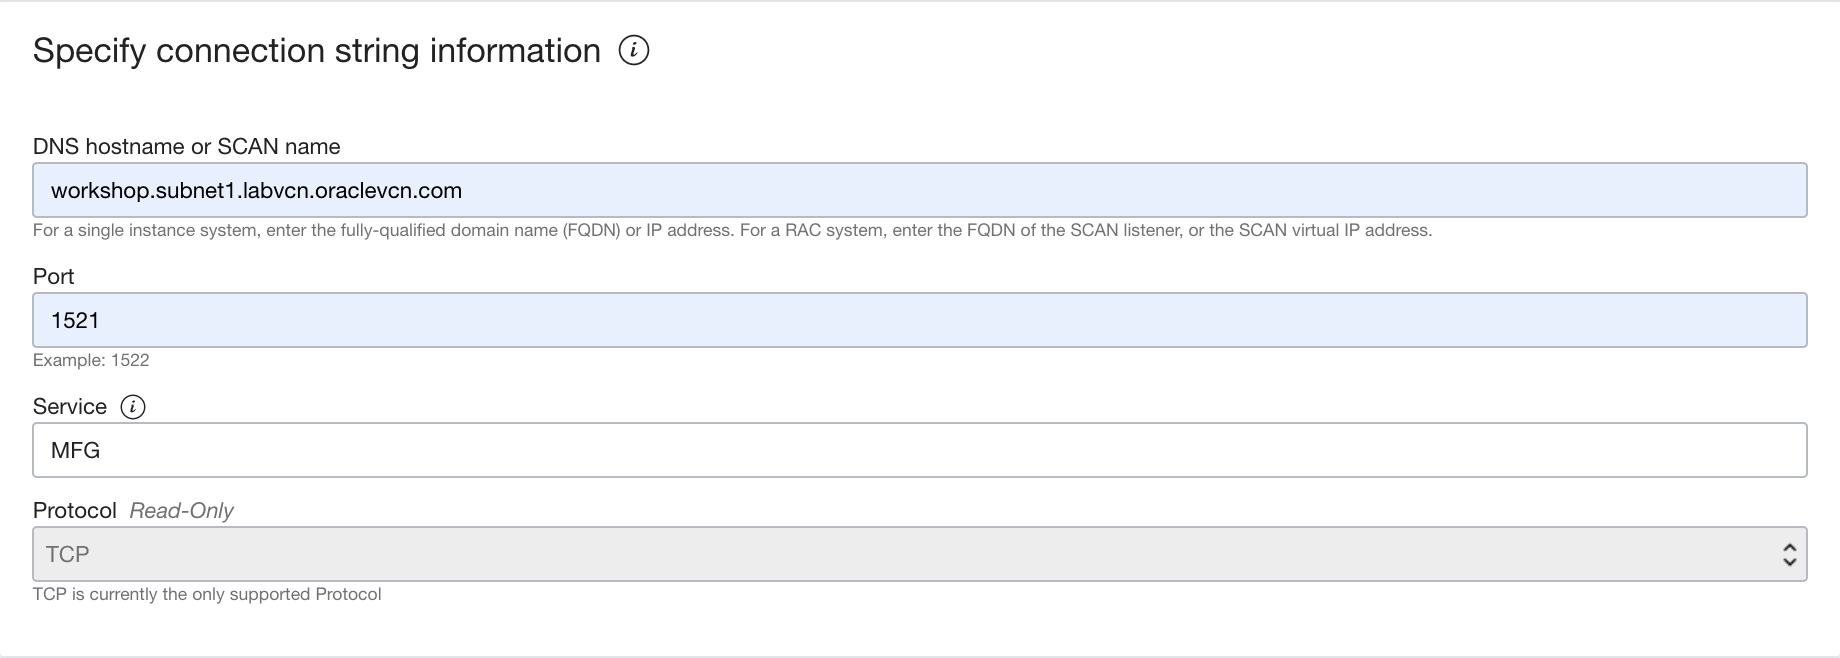 Specify connection string information
DNS hostname or SCAN name
workshop.subnet1.labvcn.oraclevcn.com
For a single instance system, enter the fully-qualified domain name (FQDN) or IP address. For a RAC system, enter the FQDN of the SCAN listener, or the SCAN virtual IP address.
Port
1521
Example: 1522
Service
MFG
Protocol Read-Only
TCP
TCP is currently the only supported Protocol